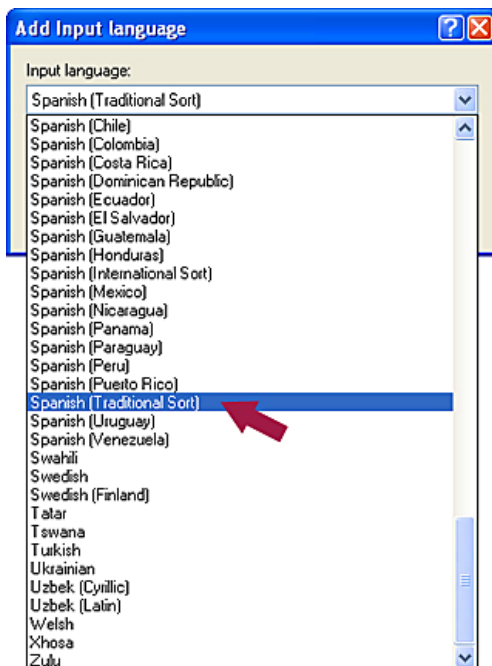 Add Input language
Input language:
Spanish (Traditional Sort)
Spanish (Chile)
Spanish (Colombia)
Spanish (Costa Rica)
Spanish (Dominican Republic)
Spanish (Ecuador)
Spanish (El Salvador)
Spanish (Guatemala)
Spanish (Honduras)
Spanish (International Sort)
Spanish (Mexico)
Spanish (Nicaragua)
Spanish (Panama)
Spanish (Paraguay)
Spanish (Peru)
Spanish (Puerto Rico)
Spanish (Traditional Sort)
Spanish (Uruguay)
Spanish (Venezuela)
Swahili
Swedish
Swedish (Finland)
Tatar
Tswana
Turkish
Ukrainian
Uzbek (Cyrillic)
Uzbek (Latin)
Welsh
Xhosa
Zulu